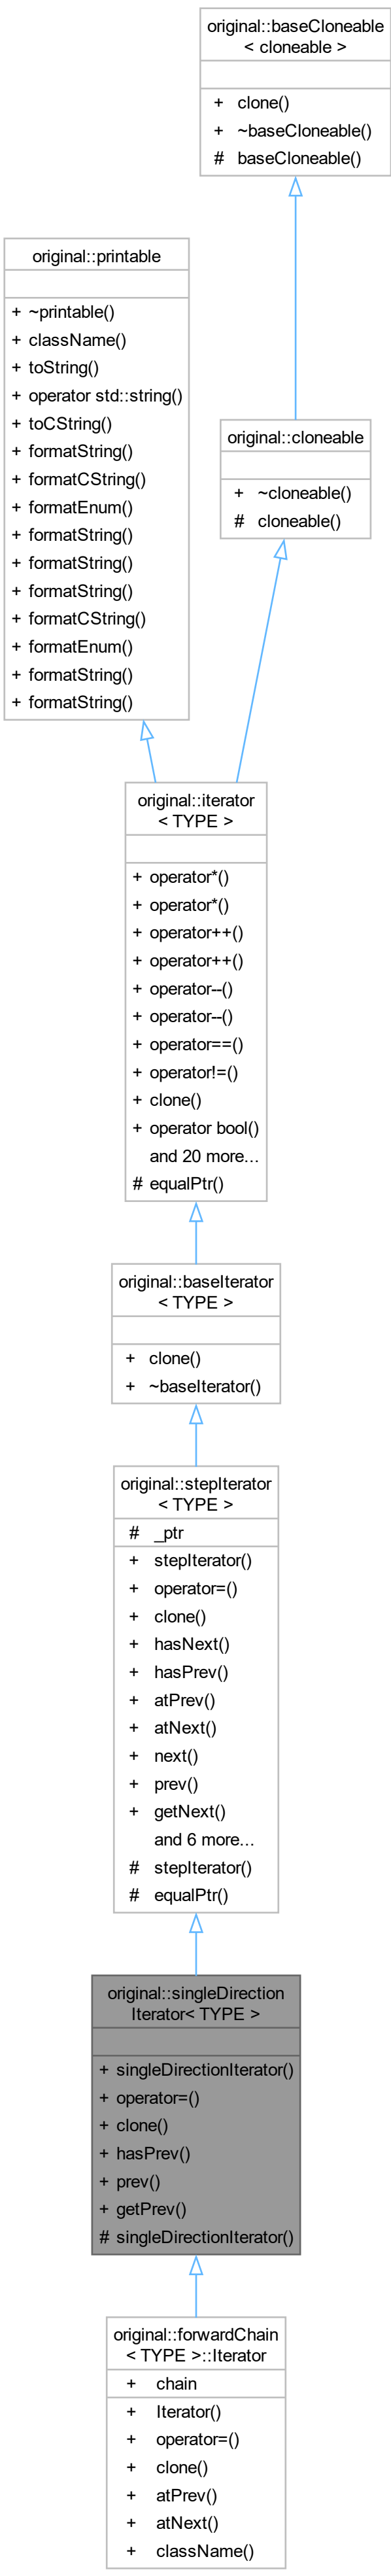 original::baseCloneable
< cloneable >
+ clone()
+ ~baseCloneable()
# baseCloneable()
original::printable
+ ~printable()
+ className()
+ toString()
+ operator std::string()
+ toCString()
+ formatString()
+ formatCString()
+ formatEnum()
+ formatString()
+ formatString()
+ formatString()
+ formatCString()
+ formatEnum()
+ formatString()
+ formatString()
original::cloneable
+ ~cloneable()
# cloneable()
original::iterator
< TYPE >
+ operator*()
+ operator*()
+ operator++()
+ operator++()
+ operator--()
+ operator--()
+ operator==()
+ operator!=()
+ clone()
+ operator bool()
and 20 more...
# equalPtr()
original::baseIterator
< TYPE >
+ clone()
+ ~baseIterator()
original::stepIterator
< TYPE >
# _ptr
+ stepIterator()
+ operator=()
+ clone()
+ hasNext()
+ hasPrev()
+ atPrev()
+ atNext()
+ next()
+ prev()
+ getNext()
and 6 more...
# stepIterator()
# equalPtr()
original::singleDirection
Iterator< TYPE >
+ singleDirectionIterator()
+ operator=()
+ clone()
+ hasPrev()
+ prev()
+ getPrev()
# singleDirectionIterator()
original::forwardChain
< TYPE >::Iterator
+ chain
+ Iterator()
+ operator=()
+ clone()
+ atPrev()
+ atNext()
+ className()